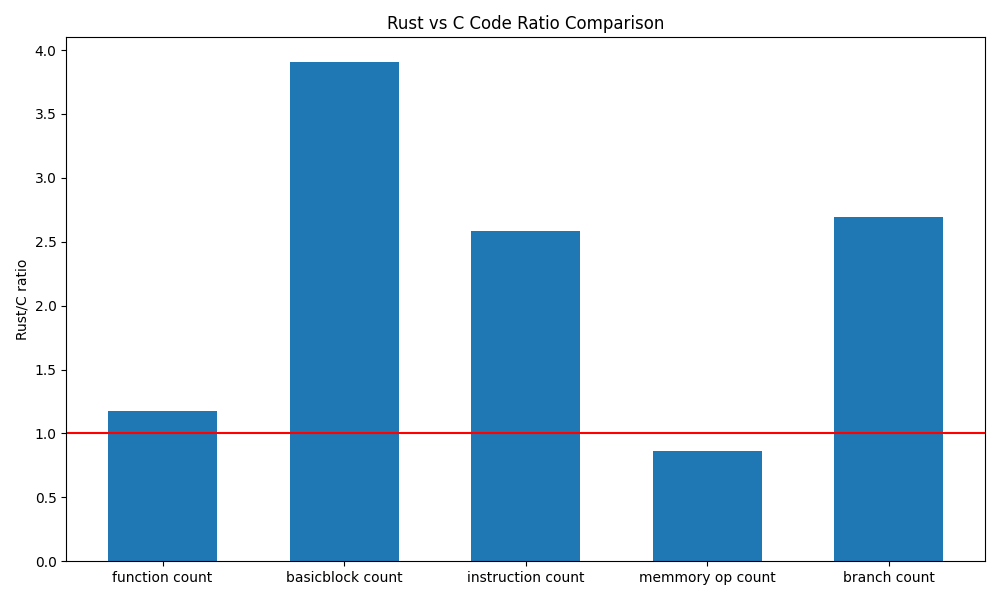 Rust vs C Code Ratio Comparison
Rust/C ratio
4.0
3.5
3.0
2.5
2.0
1.5
1.0
0.5
0.0
function count
basicblock count
instruction count
memmory op count
branch count